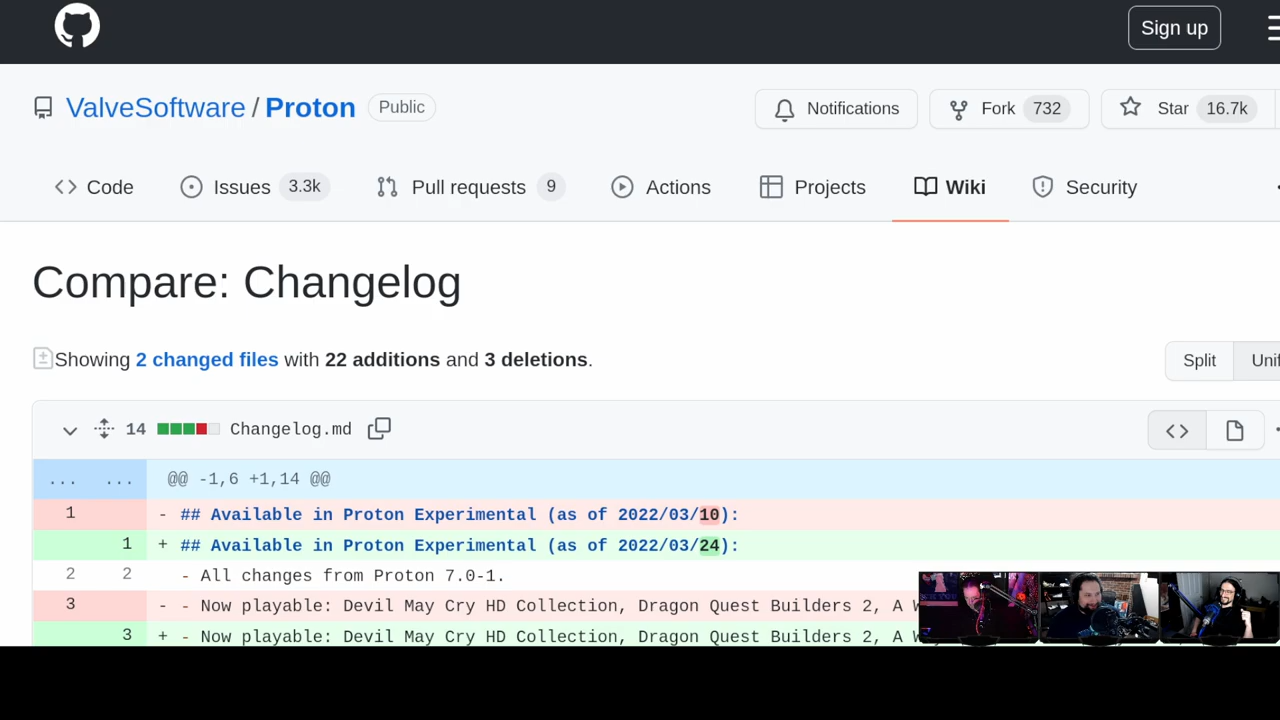 Sign up
ValveSoftware / Proton Public
Notifications
Fork 732
Star 16.7k
Code
Issues 3.3k
Pull requests 9
Actions
Projects
Wiki
Security
Compare: Changelog
Showing 2 changed files with 22 additions and 3 deletions.
Split
14 Changelog.md
... ... @@ -1,6 +1,14 @@
1 - ## Available in Proton Experimental (as of 2022/03/10):
1 + ## Available in Proton Experimental (as of 2022/03/24):
2 2 - All changes from Proton 7.0-1.
3 - - Now playable: Devil May Cry HD Collection, Dragon Quest Builders 2, A
3 + - Now playable: Devil May Cry HD Collection, Dragon Quest Builders 2, A